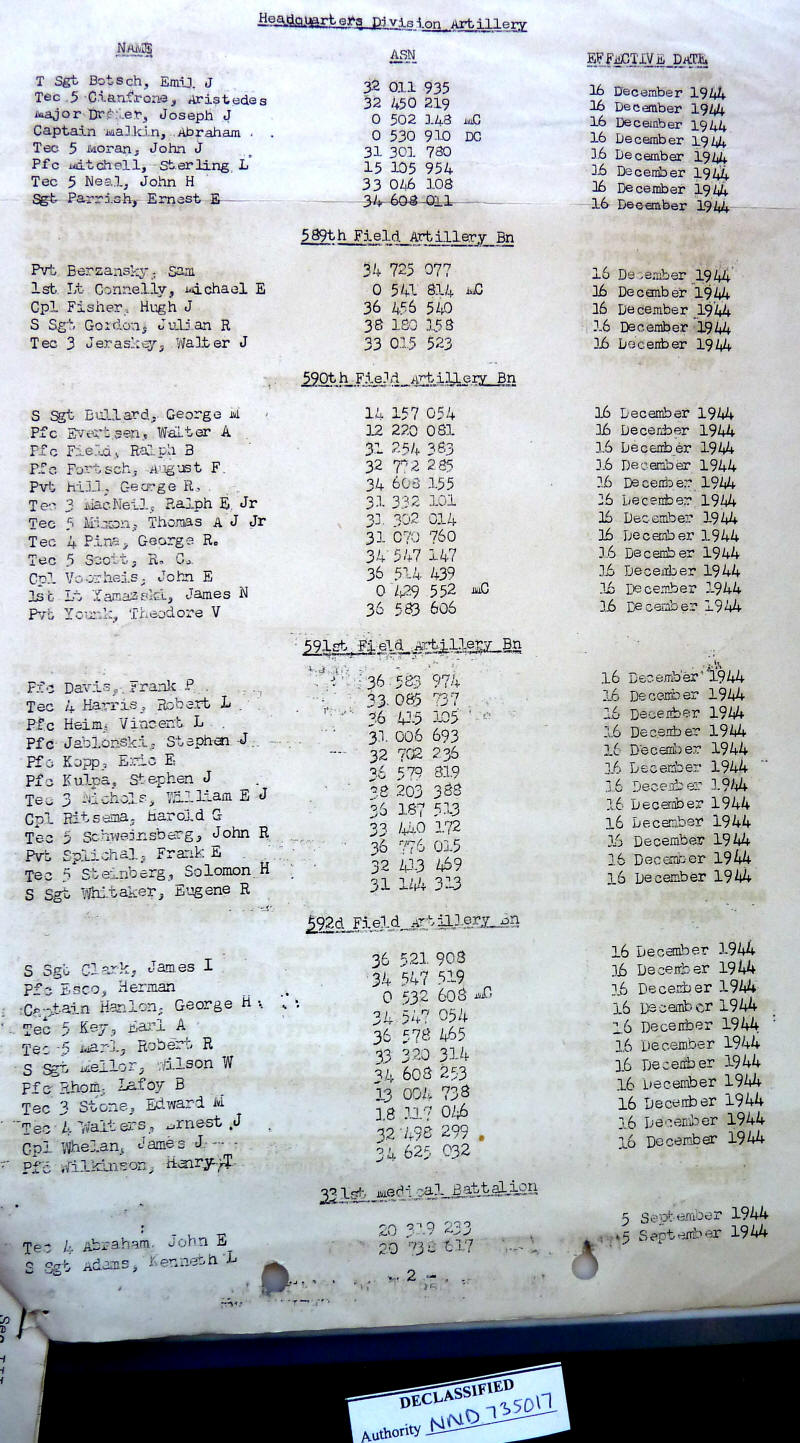 Headquarters Division Artillery
NAME ASN EFFECTIVE DATE
T Sgt Botsch, Emil J 32 011 935 16 December 1944
Tec 5 Cianfrone, Aristedes 32 450 219 16 December 1944
Major Joseph J 0 502 148 MC 16 December 1944
Captain Malkin, Abraham . . 0 530 910 DC 16 December 1944
Tec 5 Moran, John J 31 301 780 16 December 1944
Pfc Mitchell, Sterling L 15 105 954 16 December 1944
Tec 5 Neal, John H 33 046 108 16 December 1944
Sgt Parrish, Ernest E 34 608 011 16 December 1944
589th Field Artillery Bn
Pvt Berzansky, Sam 34 725 077 16 December 1944
1st Lt Connelly, Michael E 0 541 814 MC 16 December 1944
Cpl Fisher, Hugh J 36 456 540 16 December 1944
S Sgt Gordon, Julian R 38 180 158 16 December 1944
Tec 3 Jeraskey, Walter J 33 015 523 16 December 1944
590th Field Artillery Bn
S Sgt Bullard, George M 14 157 054 16 December 1944
Pfc Evertsen, Walter A 12 220 081 16 December 1944
Pfc Field, Ralph B 31 254 383 16 December 1944
Pfc Fortsch, August F. 32 772 285 16 December 1944
Pvt Hill, George R. 34 608 155 16 December 1944
Tec 3 MacNeil, Ralph E Jr 31 332 101 16 December 1944
Tec 5 Mixon, Thomas A J Jr 31 302 014 16 December 1944
Tec 4 Pina, George R. 31 070 760 16 December 1944
Tec 5 Scott, R. C. 34 547 147 16 December 1944
Cpl Voorheis, John E 36 514 439 16 December 1944
1st Lt Yamazski, James N 0 429 552 MC 16 December 1944
Pvt Younk, Theodore V 36 583 606 16 December 1944
591st Field Artillery Bn
Pfc Davis, Frank P 36 583 974 16 December 1944
Tec 4 Harris, Robert L 33 085 737 16 December 1944
Pfc Heim, Vincent L 36 415 105 16 December 1944
Pfc Jablonski, Stephen J 31 006 693 16 December 1944
Pfc Kopp, Eric E 32 702 236 16 December 1944
Pfc Kulpa, Stephen J 36 579 819 16 December 1944
Tec 3 Nichols, William E J 38 203 388 16 December 1944
Cpl Ritsema, Harold G 36 187 513 16 December 1944
Tec 5 Schweinsberg, John R 33 440 172 16 December 1944
Pvt Splichal, Frank E 36 776 015 16 December 1944
Tec 5 Steinberg, Solomon H 32 413 469 16 December 1944
S Sgt Whitaker, Eugene R 31 144 313 16 December 1944
592d Field Artillery Bn
S Sgt Clark, James I 36 521 908 16 December 1944
Pfc Esco, Herman 34 547 519 16 December 1944
Captain Hanlon, George H 0 532 608 MC 16 December 1944
Tec 5 Key, Earl A 34 547 054 16 December 1944
Tec 5 Marl, Robert R 36 578 465 16 December 1944
S Sgt Mellor, Wilson W 33 320 314 16 December 1944
Pfc Rhom, Lafoy B 34 608 253 16 December 1944
Tec 3 Stone, Edward M 13 004 738 16 December 1944
Tec 4 Walters, Ernest J 18 117 046 16 December 1944
Cpl Whelan, James J 32 498 299 16 December 1944
Pfc Wilkinson, Henry T 34 625 032 16 December 1944
331st Medical Battalion
Tec 4 Abraham, John E 20 319 233 5 September 1944
S Sgt Adams, Kenneth L 20 738 617 5 September 1944
- 2 -
DECLASSIFIED
Authority NND 735017